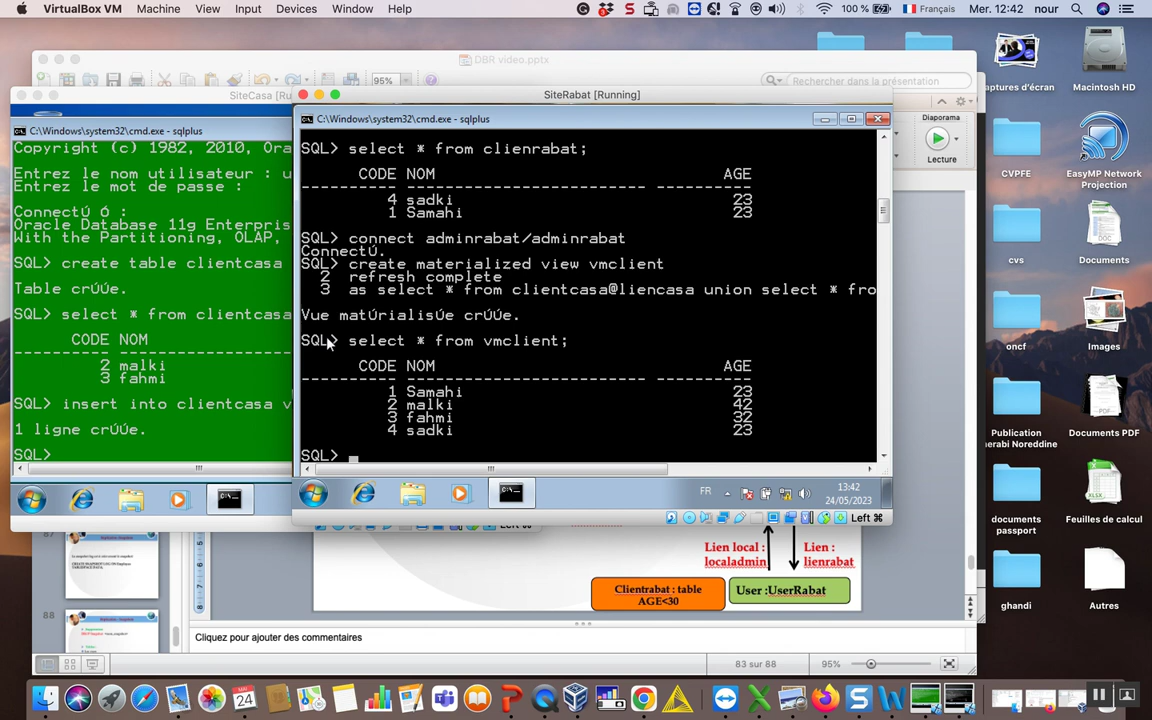 VirtualBox VM Machine View Input Devices Window Help
100 % Français Mer. 12:42 nour
DBR video.pptx
95%
Rechercher dans la présentation
SiteCasa [Ru
SiteRabat [Running]
C:\Windows\system32\cmd.exe - sqlplus
Copyright (c) 1982, 2010, Ora
Entrez le nom utilisateur : u
Entrez le mot de passe :
ConnectÚ Ó :
Oracle Database 11g Enterpris
With the Partitioning, OLAP,
SQL> create table clientcasa
Table crÚÚe.
SQL> select * from clientcasa
CODE NOM
---------- --------------------
2 malki
3 fahmi
SQL> insert into clientcasa v
1 ligne crÚÚe.
SQL>
C:\Windows\system32\cmd.exe - sqlplus
SQL> select * from clienrabat;
CODE NOM AGE
---------- -------------------- ----------
4 sadki 23
1 Samahi 23
SQL> connect adminrabat/adminrabat
ConnectÚ.
SQL> create materialized view vmclient
2 refresh complete
3 as select * from clientcasa@liencasa union select * fro
Vue matÚrialisÚe crÚÚe.
SQL> select * from vmclient;
CODE NOM AGE
---------- -------------------- ----------
1 Samahi 23
2 malki 42
3 fahmi 32
4 sadki 23
SQL>
FR
13:42
24/05/2023
Left ⌘
Diaporama
Lecture
aptures d'écran
Macintosh HD
CVPFE
EasyMP Network
Projection
cvs
Documents
oncf
Images
Publication
nerabi Noreddine
Documents PDF
documents
passport
Feuilles de calcul
ghandi
Autres
Lien local :
localadmin
Lien :
lienrabat
Clientrabat : table
AGE<30
User :UserRabat
87
88
Cliquez pour ajouter des commentaires
83 sur 88
95%